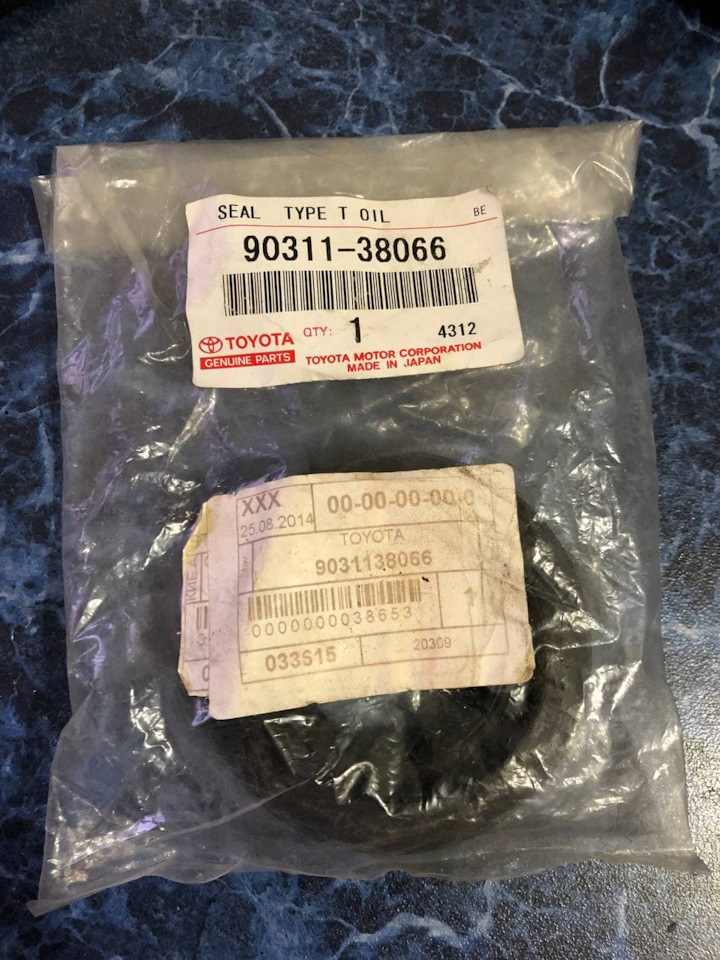 SEAL TYPE T OIL BE
90311-38066
TOYOTA QTY: 1 4312
GENUINE PARTS TOYOTA MOTOR CORPORATION
MADE IN JAPAN
XXX 00-00-00-00-0
25.08.2014
TOYOTA
9031138066
0000000038653
033S15 20309